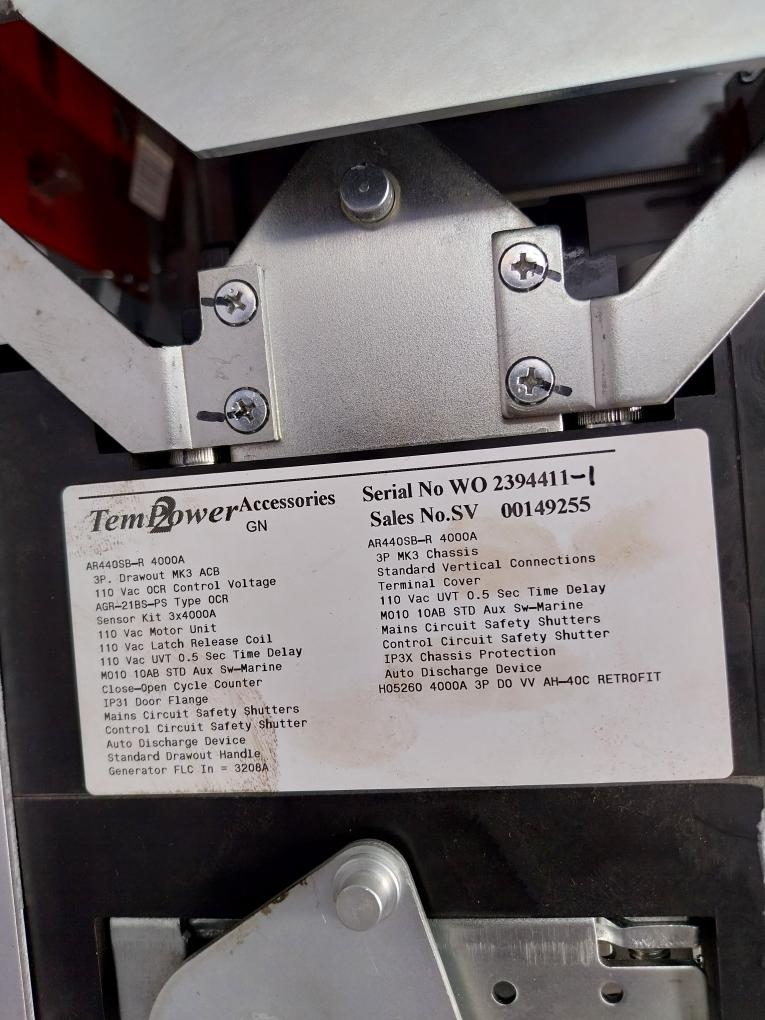 TemPower 2 Accessories
GN
Serial No WO 2394411-1
Sales No.SV 00149255
AR440SB-R 4000A
3P. Drawout MK3 ACB
110 Vac OCR Control Voltage
AGR-21BS-PS Type OCR
Sensor Kit 3x4000A
110 Vac Motor Unit
110 Vac Latch Release Coil
110 Vac UVT 0.5 Sec Time Delay
MO10 10AB STD Aux Sw-Marine
Close-Open Cycle Counter
IP31 Door Flange
Mains Circuit Safety Shutters
Control Circuit Safety Shutter
Auto Discharge Device
Standard Drawout Handle
Generator FLC In = 3208A
AR440SB-R 4000A
3P MK3 Chassis
Standard Vertical Connections
Terminal Cover
110 Vac UVT 0.5 Sec Time Delay
MO10 10AB STD Aux Sw-Marine
Mains Circuit Safety Shutters
Control Circuit Safety Shutter
IP3X Chassis Protection
Auto Discharge Device
HO5260 4000A 3P DO VV AH-40C RETROFIT